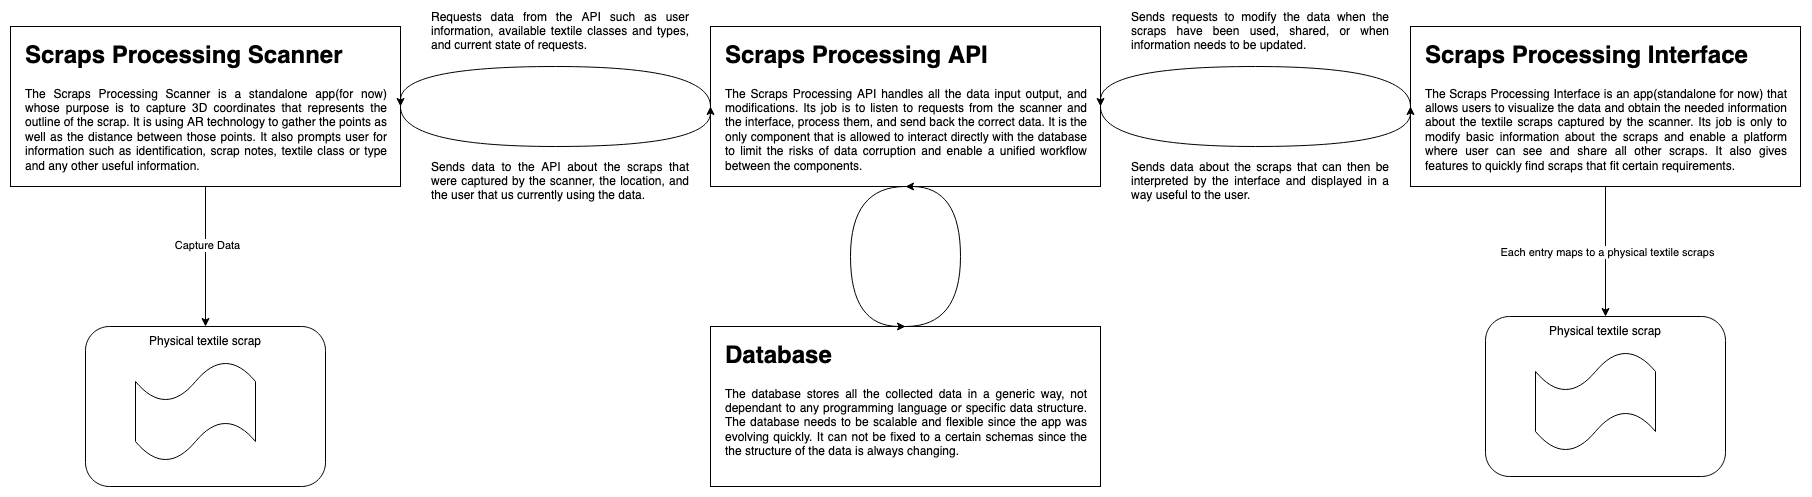 Requests data from the API such as user
information, available textile classes and types,
and current state of requests.
Sends requests to modify the data when the
scraps have been used, shared, or when
information needs to be updated.
Scraps Processing Scanner
The Scraps Processing Scanner is a standalone app(for now)
whose purpose is to capture 3D coordinates that represents the
outline of the scrap. It is using AR technology to gather the points as
well as the distance between those points. It also prompts user for
information such as identification, scrap notes, textile class or type
and any other useful information.
Scraps Processing API
The Scraps Processing API handles all the data input output, and
modifications. Its job is to listen to requests from the scanner and
the interface, process them, and send back the correct data. It is the
only component that is allowed to interact directly with the database
to limit the risks of data corruption and enable a unified workflow
between the components.
Scraps Processing Interface
The Scraps Processing Interface is an app(standalone for now) that
allows users to visualize the data and obtain the needed information
about the textile scraps captured by the scanner. Its job is only to
modify basic information about the scraps and enable a platform
where user can see and share all other scraps. It also gives
features to quickly find scraps that fit certain requirements.
Sends data to the API about the scraps that
were captured by the scanner, the location, and
the user that us currently using the data.
Sends data about the scraps that can then be
interpreted by the interface and displayed in a
way useful to the user.
Capture Data
Each entry maps to a physical textile scraps
Physical textile scrap
Database
The database stores all the collected data in a generic way, not
dependant to any programming language or specific data structure.
The database needs to be scalable and flexible since the app was
evolving quickly. It can not be fixed to a certain schemas since the
the structure of the data is always changing.
Physical textile scrap